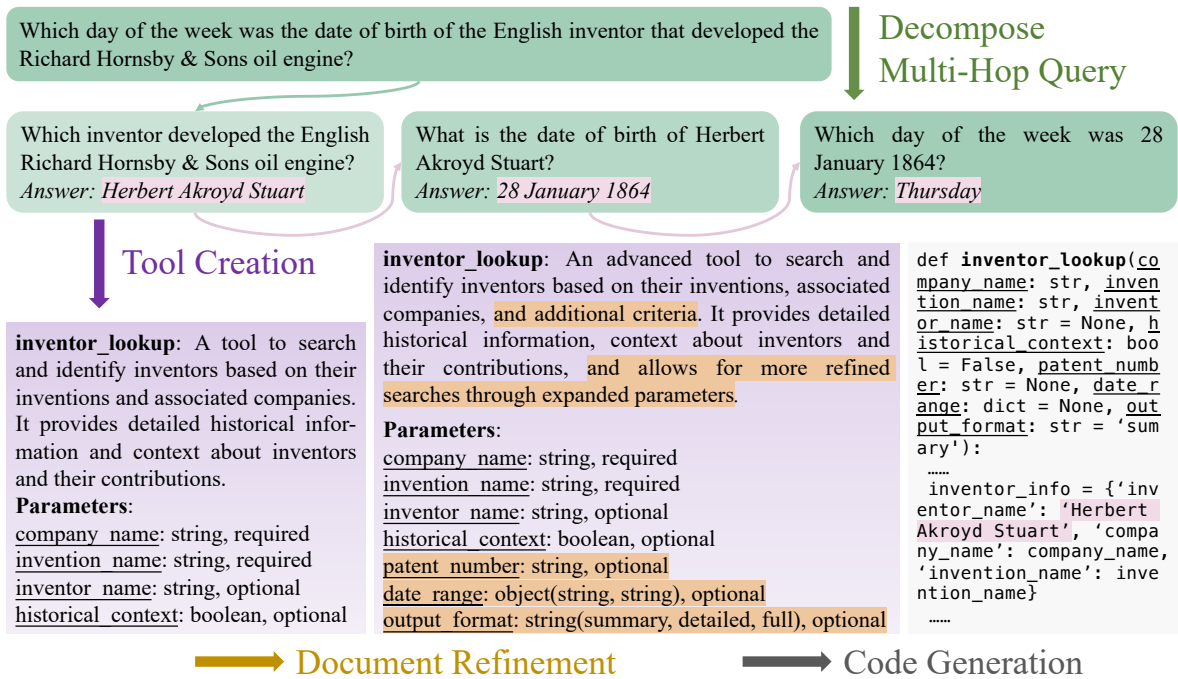 Which day of the week was the date of birth of the English inventor that developed the
Richard Hornsby & Sons oil engine?
Decompose
Multi-Hop Query
Which inventor developed the English
Richard Hornsby & Sons oil engine?
Answer: Herbert Akroyd Stuart
What is the date of birth of Herbert
Akroyd Stuart?
Answer: 28 January 1864
Which day of the week was 28
January 1864?
Answer: Thursday
Tool Creation
inventor_lookup: A tool to search
and identify inventors based on their
inventions and associated companies.
It provides detailed historical infor-
mation and context about inventors
and their contributions.
Parameters:
company_name: string, required
invention_name: string, required
inventor_name: string, optional
historical_context: boolean, optional
inventor_lookup: An advanced tool to search and
identify inventors based on their inventions, associated
companies, and additional criteria. It provides detailed
historical information, context about inventors and
their contributions, and allows for more refined
searches through expanded parameters.
Parameters:
company_name: string, required
invention_name: string, required
inventor_name: string, optional
historical_context: boolean, optional
patent_number: string, optional
date_range: object(string, string), optional
output_format: string(summary, detailed, full), optional
def inventor_lookup(co
mpany_name: str, inven
tion_name: str, invent
or_name: str = None, h
istorical_context: boo
l = False, patent_numb
er: str = None, date_r
ange: dict = None, out
put_format: str = ‘sum
ary'):
……
inventor_info = {‘inv
entor_name’: ‘Herbert
Akroyd Stuart’, ‘compa
ny_name’: company_name,
‘invention_name’: inve
ntion_name}
……
Document Refinement
Code Generation